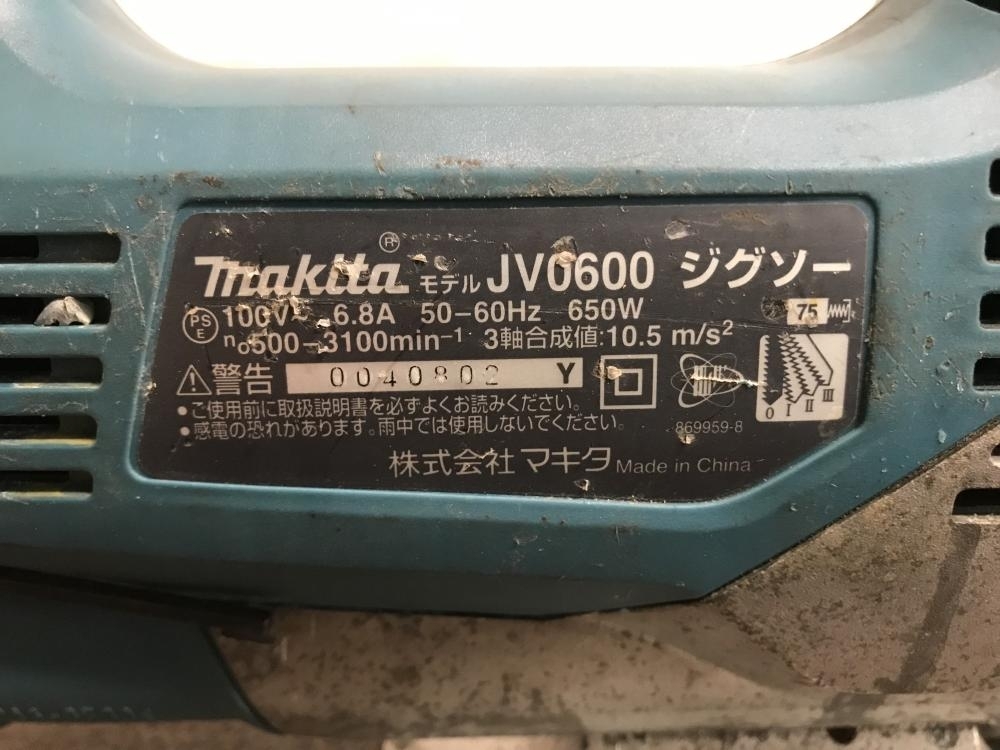 makita® モデル JV0600 ジグソー
PS E 100V 6.8A 50-60Hz 650W 75
n₀500-3100min⁻¹ 3軸合成値:10.5 m/s²
⚠警告 0040802 Y
0 I II III
•ご使用前に取扱説明書を必ずよくお読みください。
•感電の恐れがあります。雨中では使用しないでください。 869959-8
株式会社 マキタ Made in China